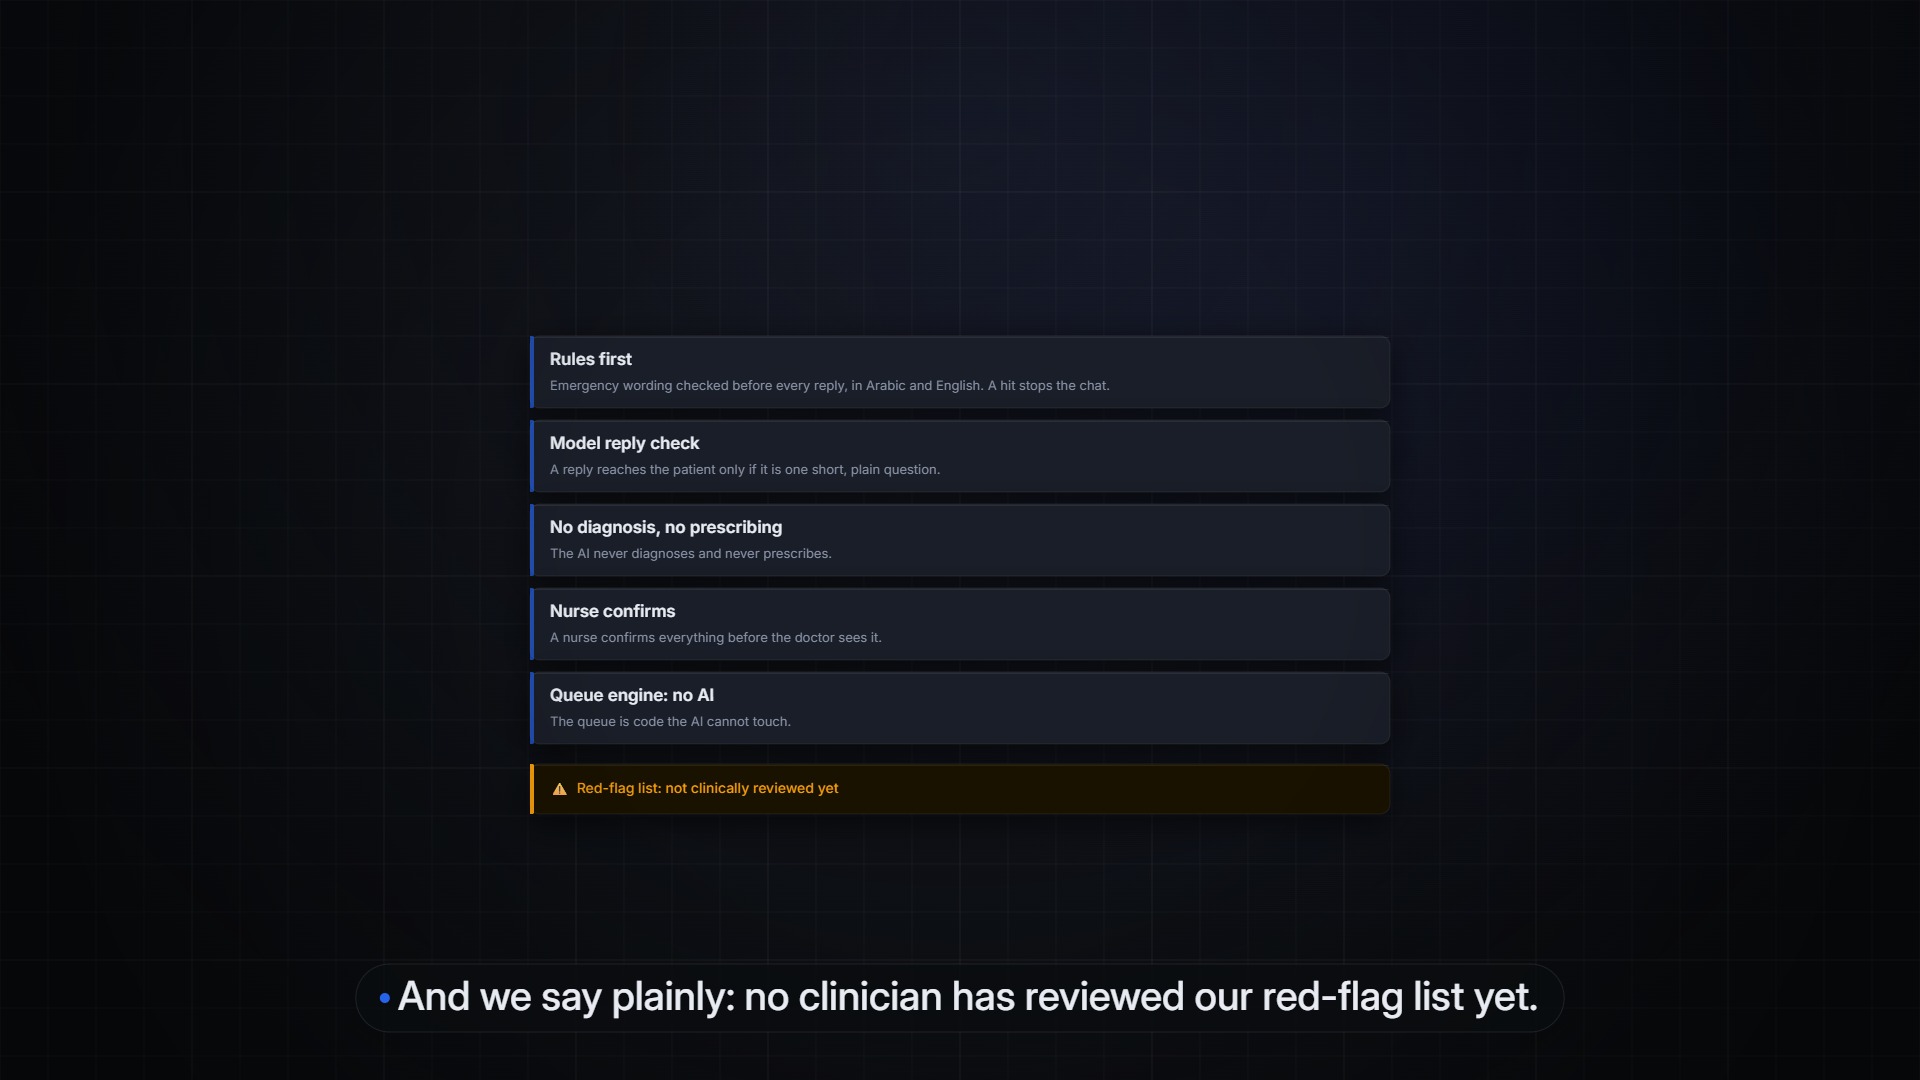 Rules first
Emergency wording checked before every reply, in Arabic and English. A hit stops the chat.
Model reply check
A reply reaches the patient only if it is one short, plain question.
No diagnosis, no prescribing
The AI never diagnoses and never prescribes.
Nurse confirms
A nurse confirms everything before the doctor sees it.
Queue engine: no AI
The queue is code the AI cannot touch.
Red-flag list: not clinically reviewed yet
And we say plainly: no clinician has reviewed our red-flag list yet.